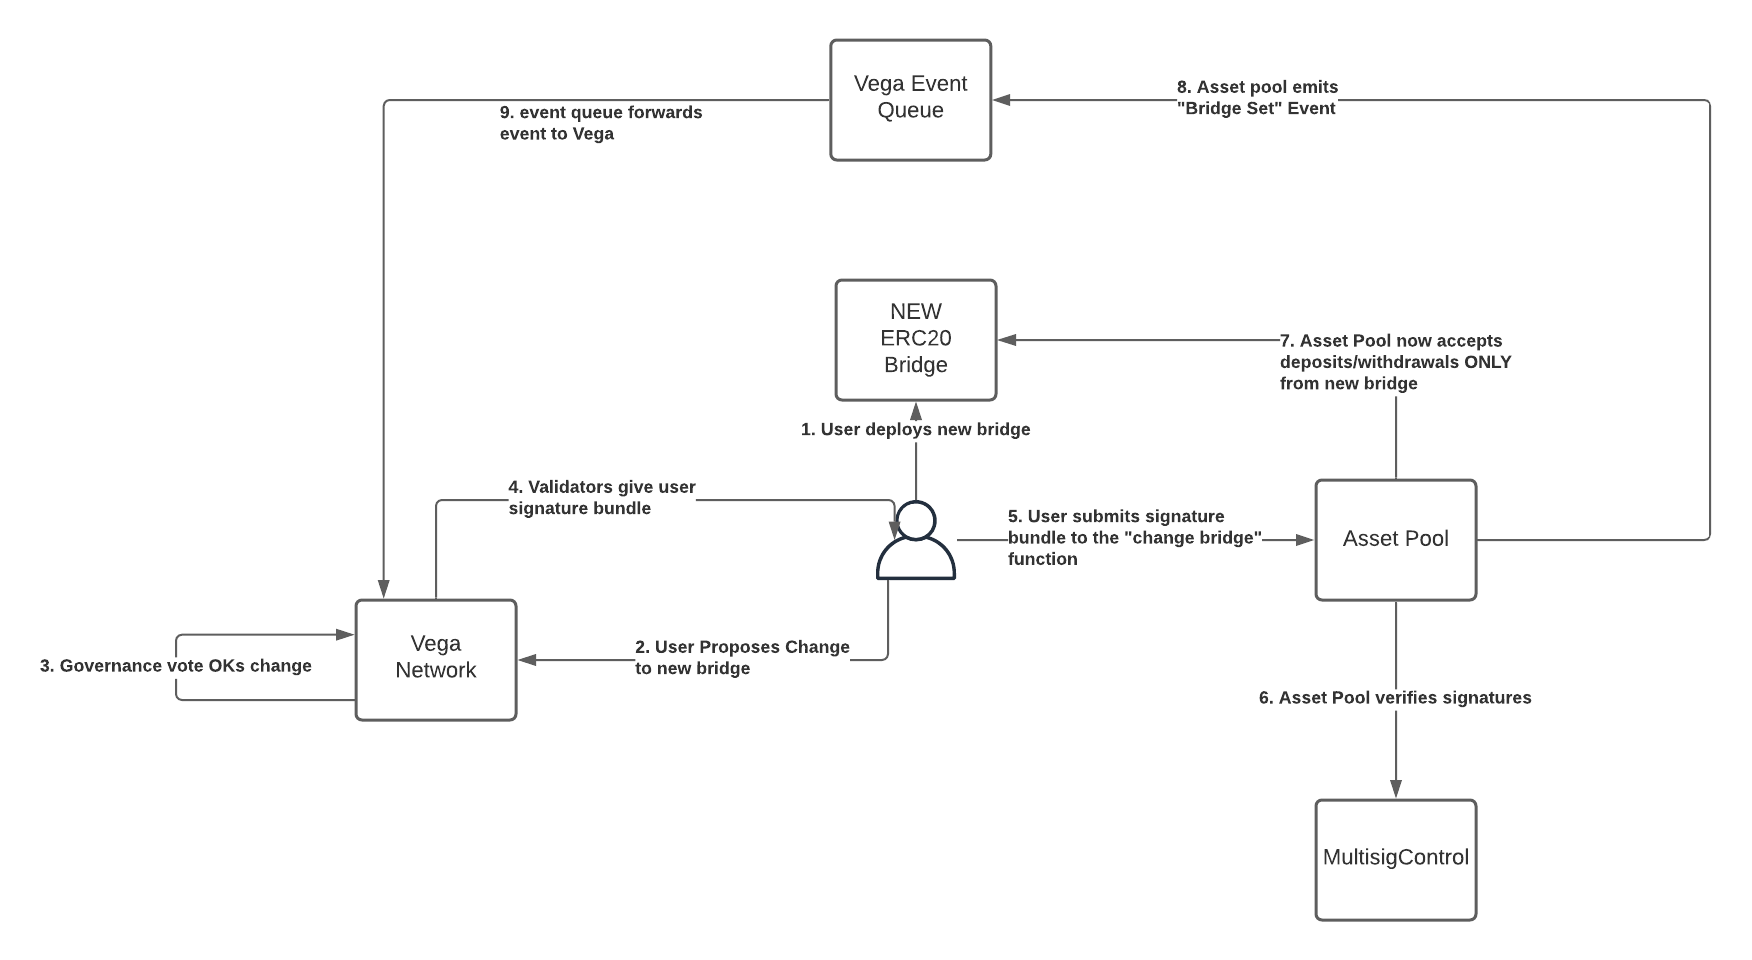 Vega Event
Queue
8. Asset pool emits
"Bridge Set" Event
9. event queue forwards
event to Vega
NEW
ERC20
Bridge
7. Asset Pool now accepts
deposits/withdrawals ONLY
from new bridge
1. User deploys new bridge
4. Validators give user
signature bundle
5. User submits signature
bundle to the "change bridge"
function
Asset Pool
Vega
Network
2. User Proposes Change
to new bridge
3. Governance vote OKs change
6. Asset Pool verifies signatures
MultisigControl